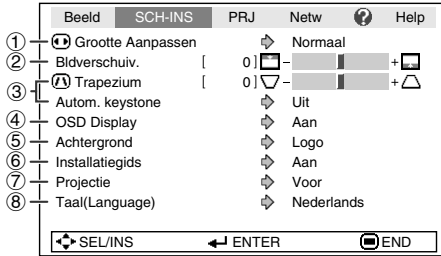 Beeld SCH-INS PRJ Netw ? Help
① Grootte Aanpassen Normaal
② Bldverschuiv. [ 0 ] – +
③ Trapezium [ 0 ] – +
Autom. keystone Uit
④ OSD Display Aan
⑤ Achtergrond Logo
⑥ Installatiegids Aan
⑦ Projectie Voor
⑧ Taal(Language) Nederlands
SEL/INS ENTER END